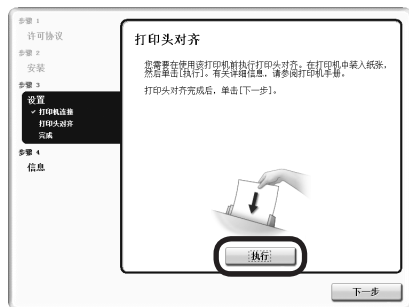 步骤 1
许可协议
步骤 2
安装
步骤 3
设置
✓ 打印机连接
打印头对齐
完成
步骤 4
信息
打印头对齐
您需要在使用该打印机前执行打印头对齐。在打印机中装入纸张，
然后单击[执行]。有关详细信息，请参阅打印机手册。
打印头对齐完成后，单击[下一步]。
执行
下一步